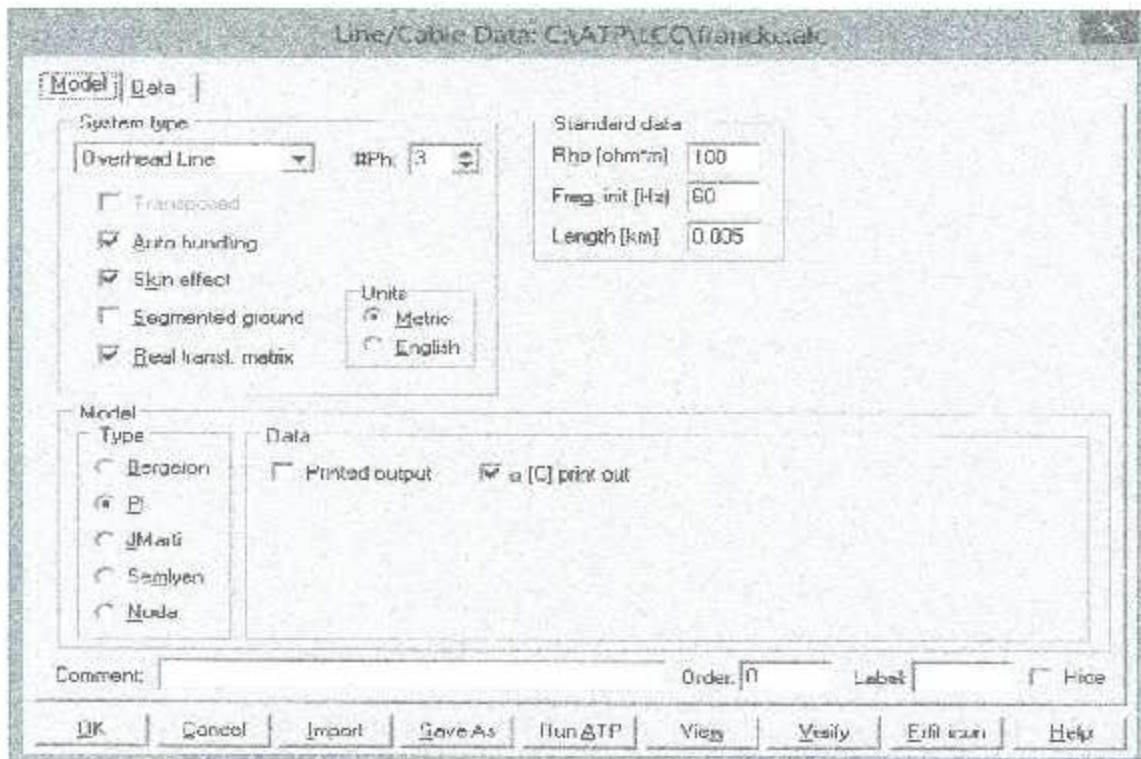 Line/Cable Data: C:\ATP\LCC\
Model Data
System type
Overhead Line #Ph: 3
Transposed
Auto bundling
Skin effect
Segmented ground
Real transf. matrix
Units
Metric
English
Standard data
Rho [ohm*m] 100
Freq. init [Hz] 60
Length [km] 0.005
Model
Type
Bergeron
PI
JMarti
Semlyen
Noda
Data
Printed output [C] print out
Comment: Order: 0 Label: Hide
OK Cancel Import Save As Run ATP View Verify Edit icon Help